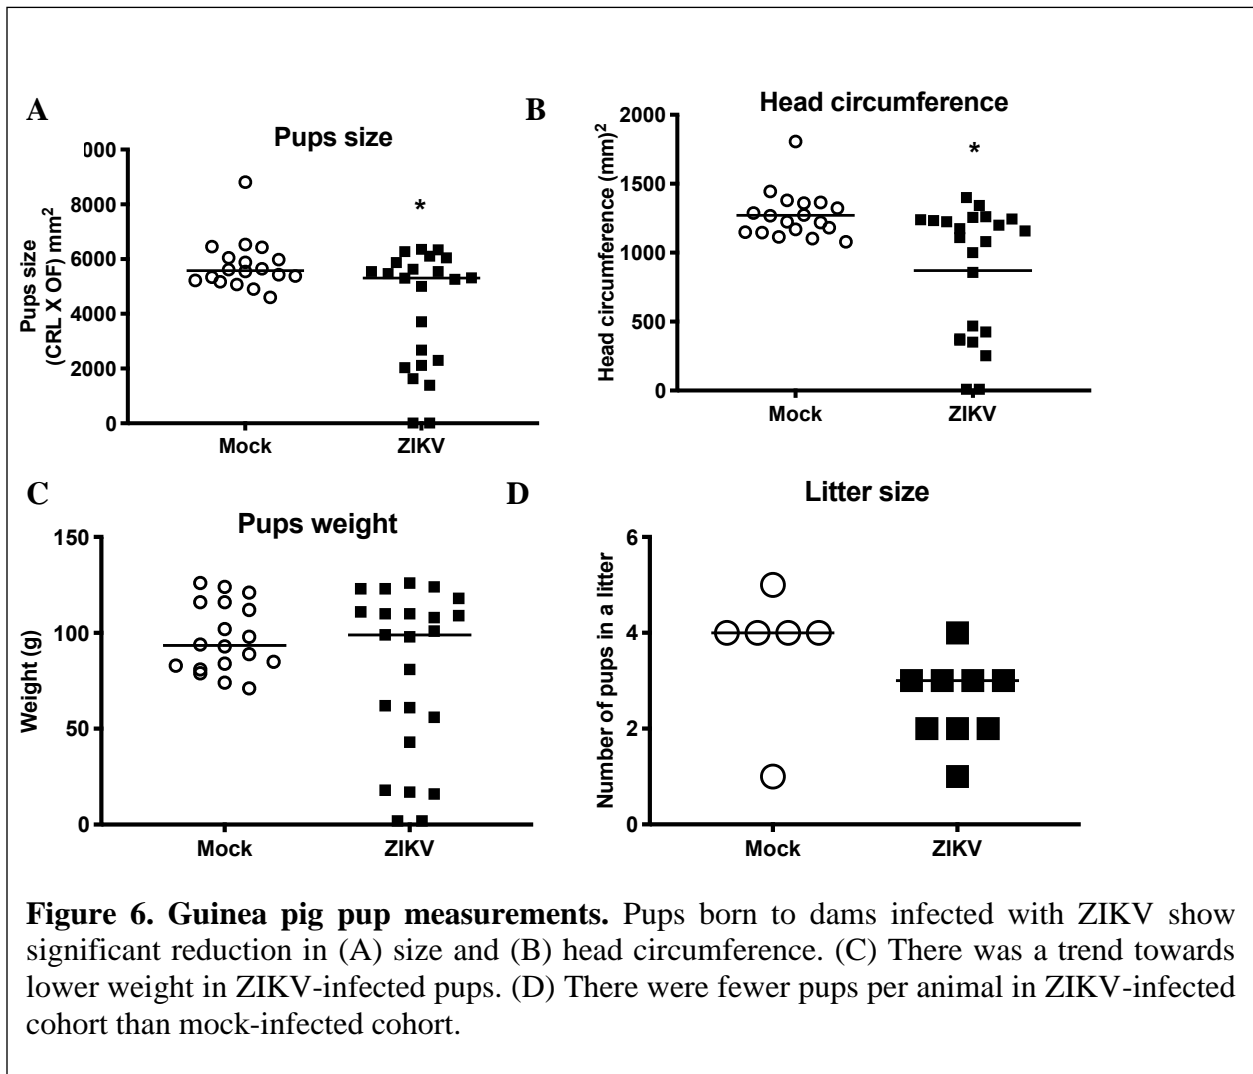 A
B
Pups size
Head circumference
Pups size
(CRL X OF) mm²
000
8000
6000
4000
2000
0
*
Mock
ZIKV
Head circumference (mm)²
2000
1500
1000
500
0
*
Mock
ZIKV
C
D
Pups weight
Litter size
Weight (g)
150
100
50
0
Mock
ZIKV
Number of pups in a litter
6
4
2
0
Mock
ZIKV
Figure 6. Guinea pig pup measurements. Pups born to dams infected with ZIKV show
significant reduction in (A) size and (B) head circumference. (C) There was a trend towards
lower weight in ZIKV-infected pups. (D) There were fewer pups per animal in ZIKV-infected
cohort than mock-infected cohort.